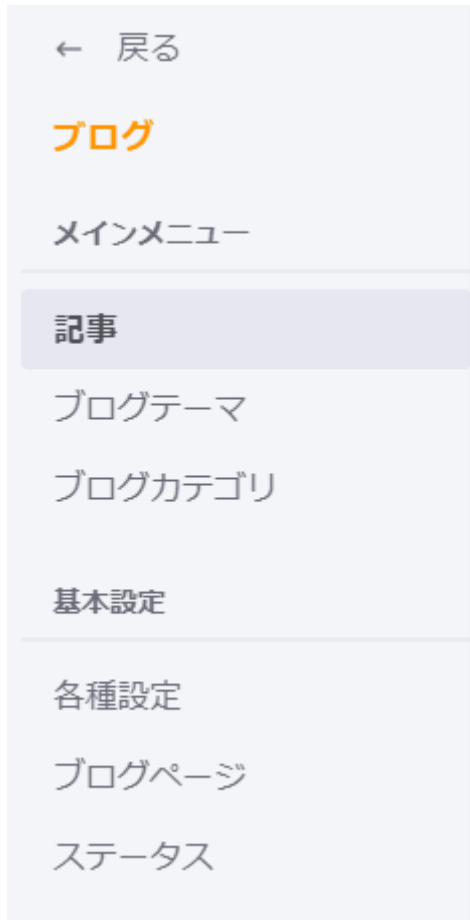 ← 戻る
ブログ
メインメニュー
記事
ブログテーマ
ブログカテゴリ
基本設定
各種設定
ブログページ
ステータス